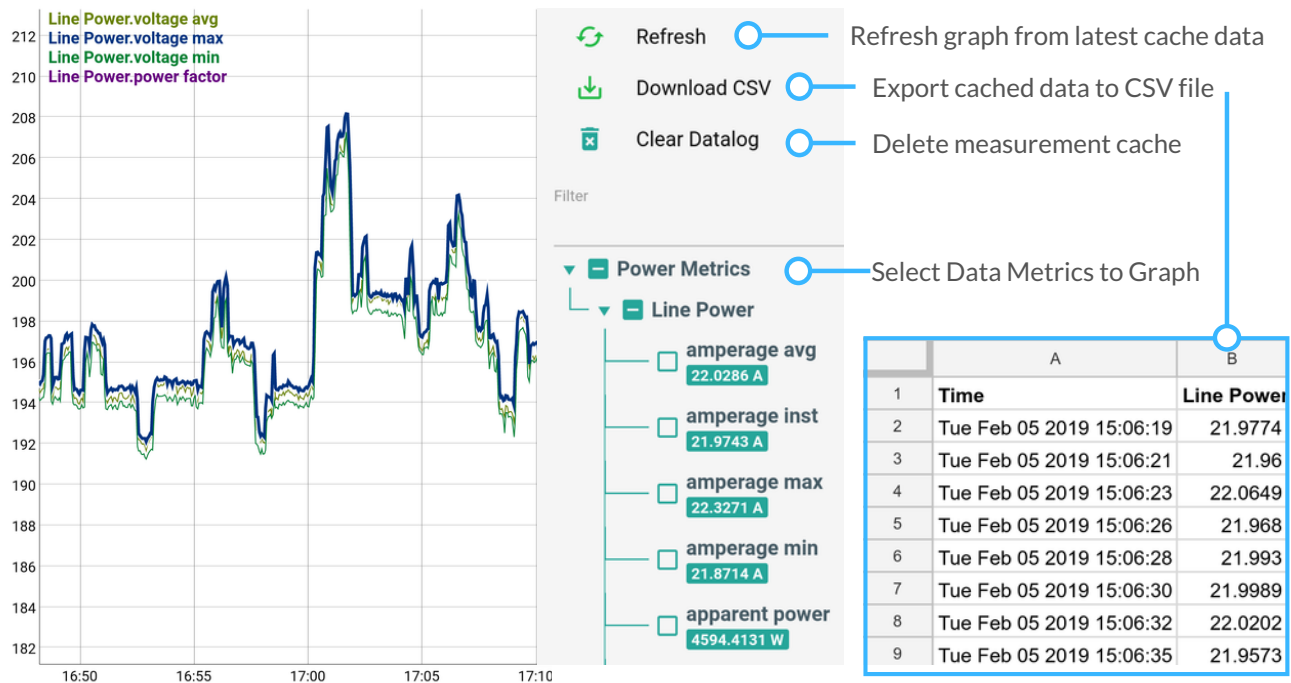 Line Power.voltage avg
Line Power.voltage max
Line Power.voltage min
Line Power.power factor
212
210
208
206
204
202
200
198
196
194
192
190
188
186
184
182
16:50
16:55
17:00
17:05
17:10
Refresh
Refresh graph from latest cache data
Download CSV
Export cached data to CSV file
Clear Datalog
Delete measurement cache
Filter
Power Metrics
Select Data Metrics to Graph
Line Power
amperage avg
22.0286 A
amperage inst
21.9743 A
amperage max
22.3271 A
amperage min
21.8714 A
apparent power
4594.4131 W
A B
1 Time Line Power
2 Tue Feb 05 2019 15:06:19 21.9774
3 Tue Feb 05 2019 15:06:21 21.96
4 Tue Feb 05 2019 15:06:23 22.0649
5 Tue Feb 05 2019 15:06:26 21.968
6 Tue Feb 05 2019 15:06:28 21.993
7 Tue Feb 05 2019 15:06:30 21.9989
8 Tue Feb 05 2019 15:06:32 22.0202
9 Tue Feb 05 2019 15:06:35 21.9573